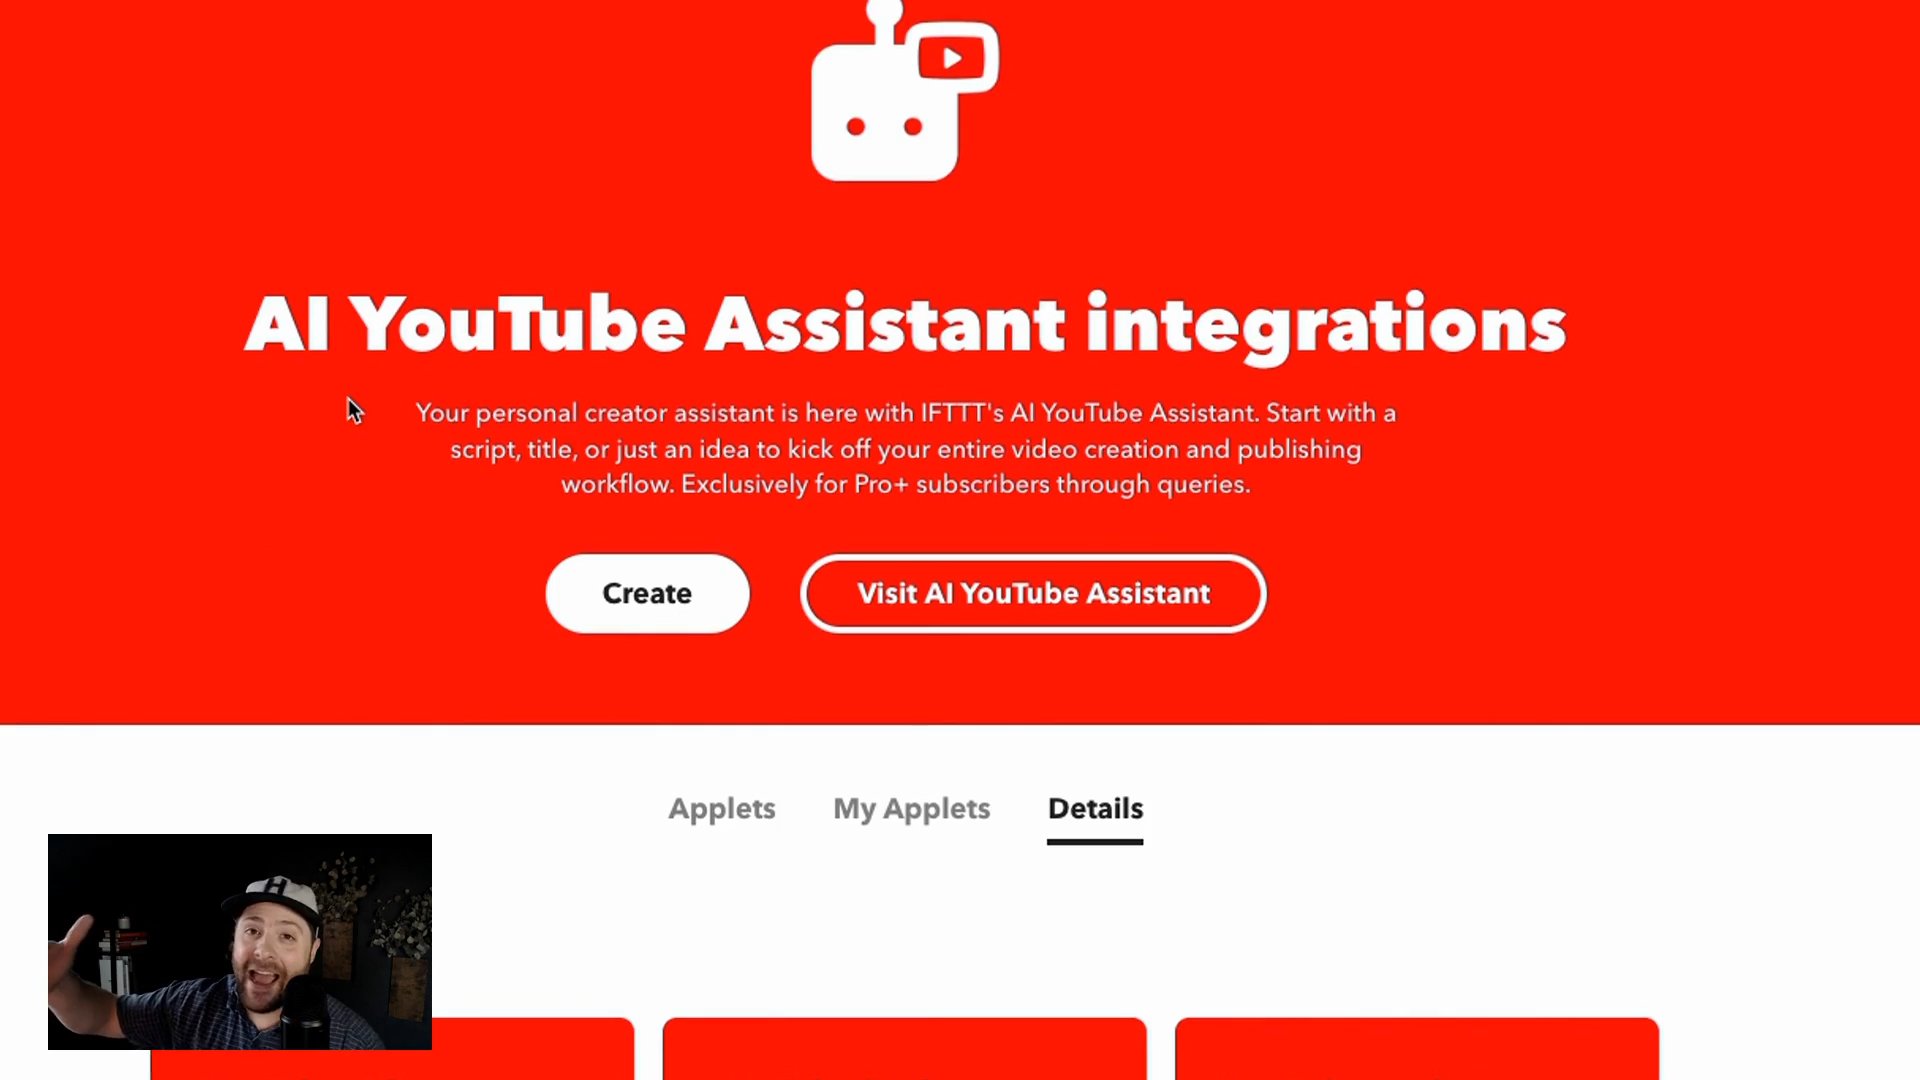 AI YouTube Assistant integrations
Your personal creator assistant is here with IFTTT's AI YouTube Assistant. Start with a
script, title, or just an idea to kick off your entire video creation and publishing
workflow. Exclusively for Pro+ subscribers through queries.
Create
Visit AI YouTube Assistant
Applets
My Applets
Details
H